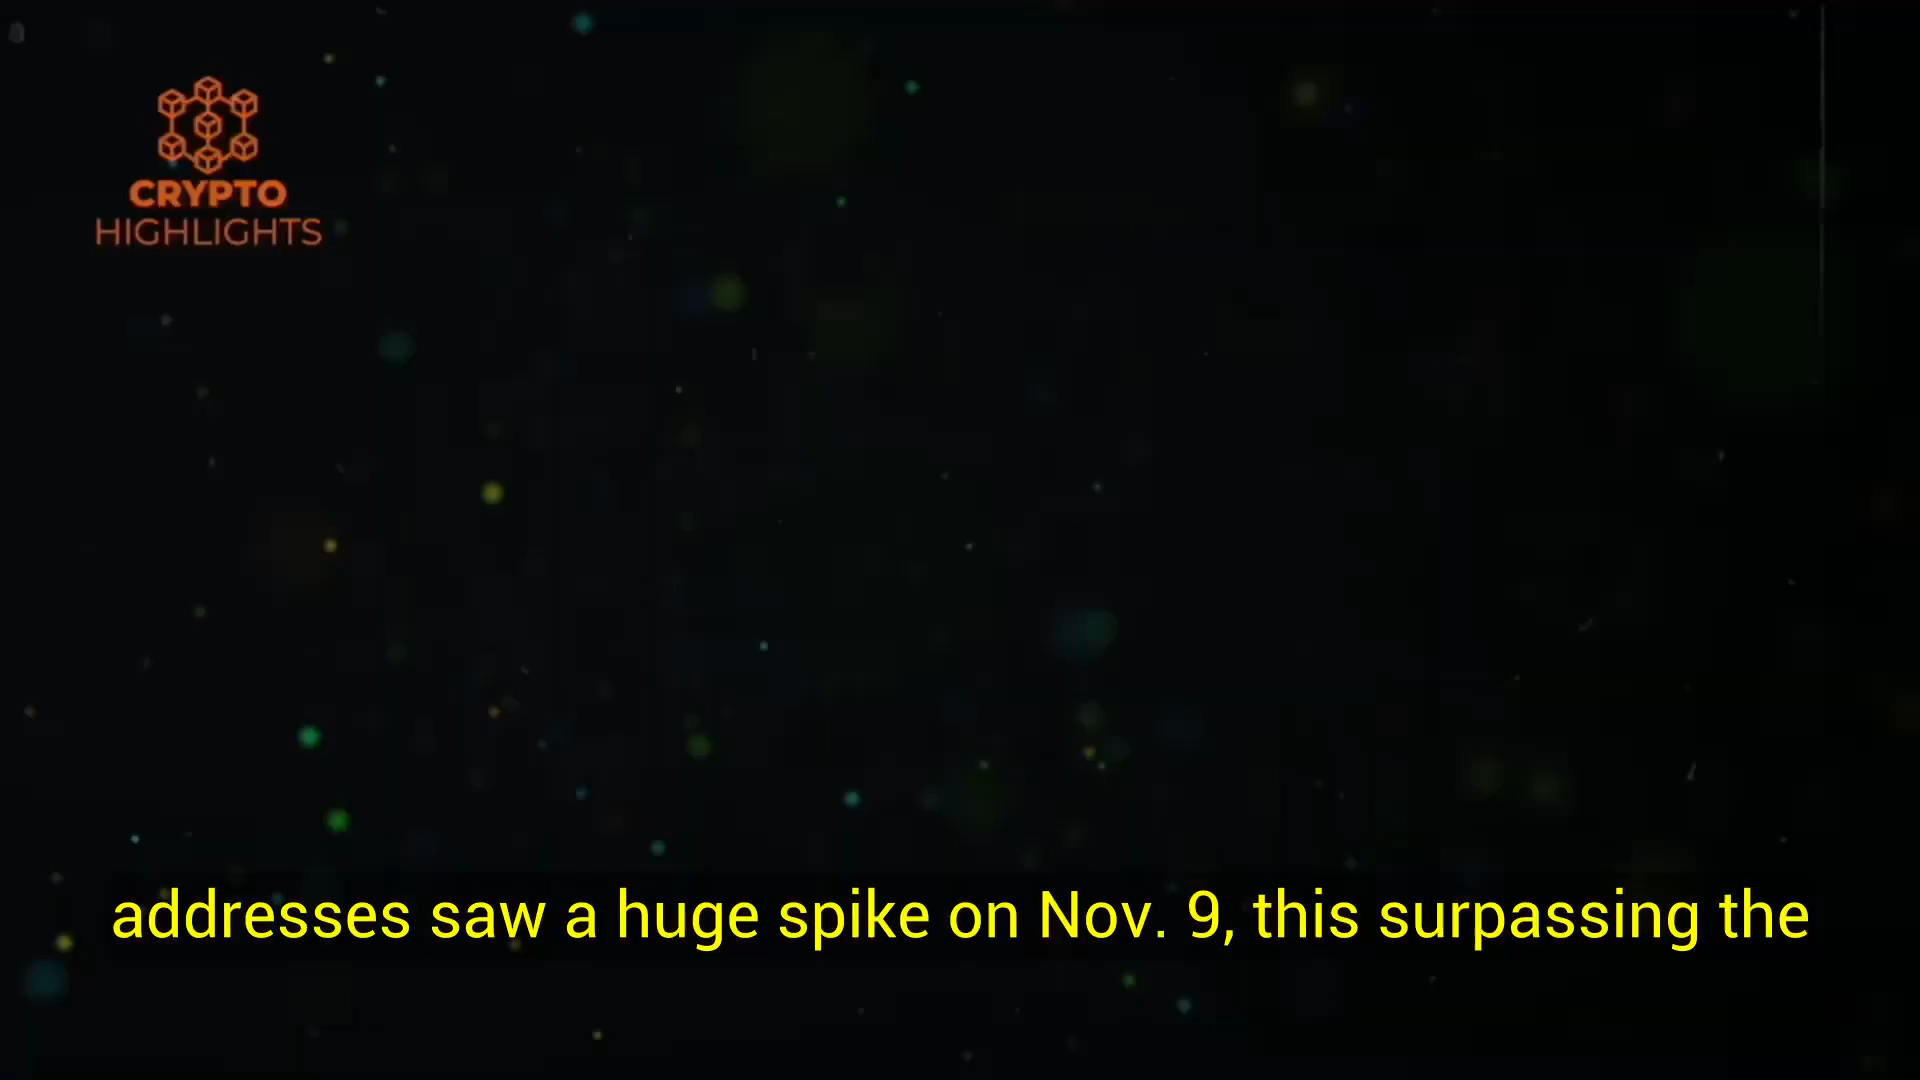 CRYPTO
HIGHLIGHTS
addresses saw a huge spike on Nov. 9, this surpassing the